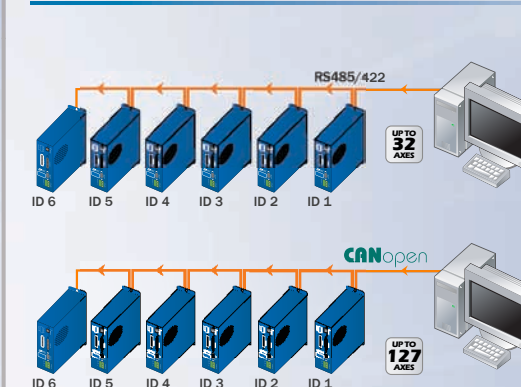 RS485/422
UP TO
32
AXES
ID 6 ID 5 ID 4 ID 3 ID 2 ID 1
CANopen
UP TO
127
AXES
ID 6 ID 5 ID 4 ID 3 ID 2 ID 1